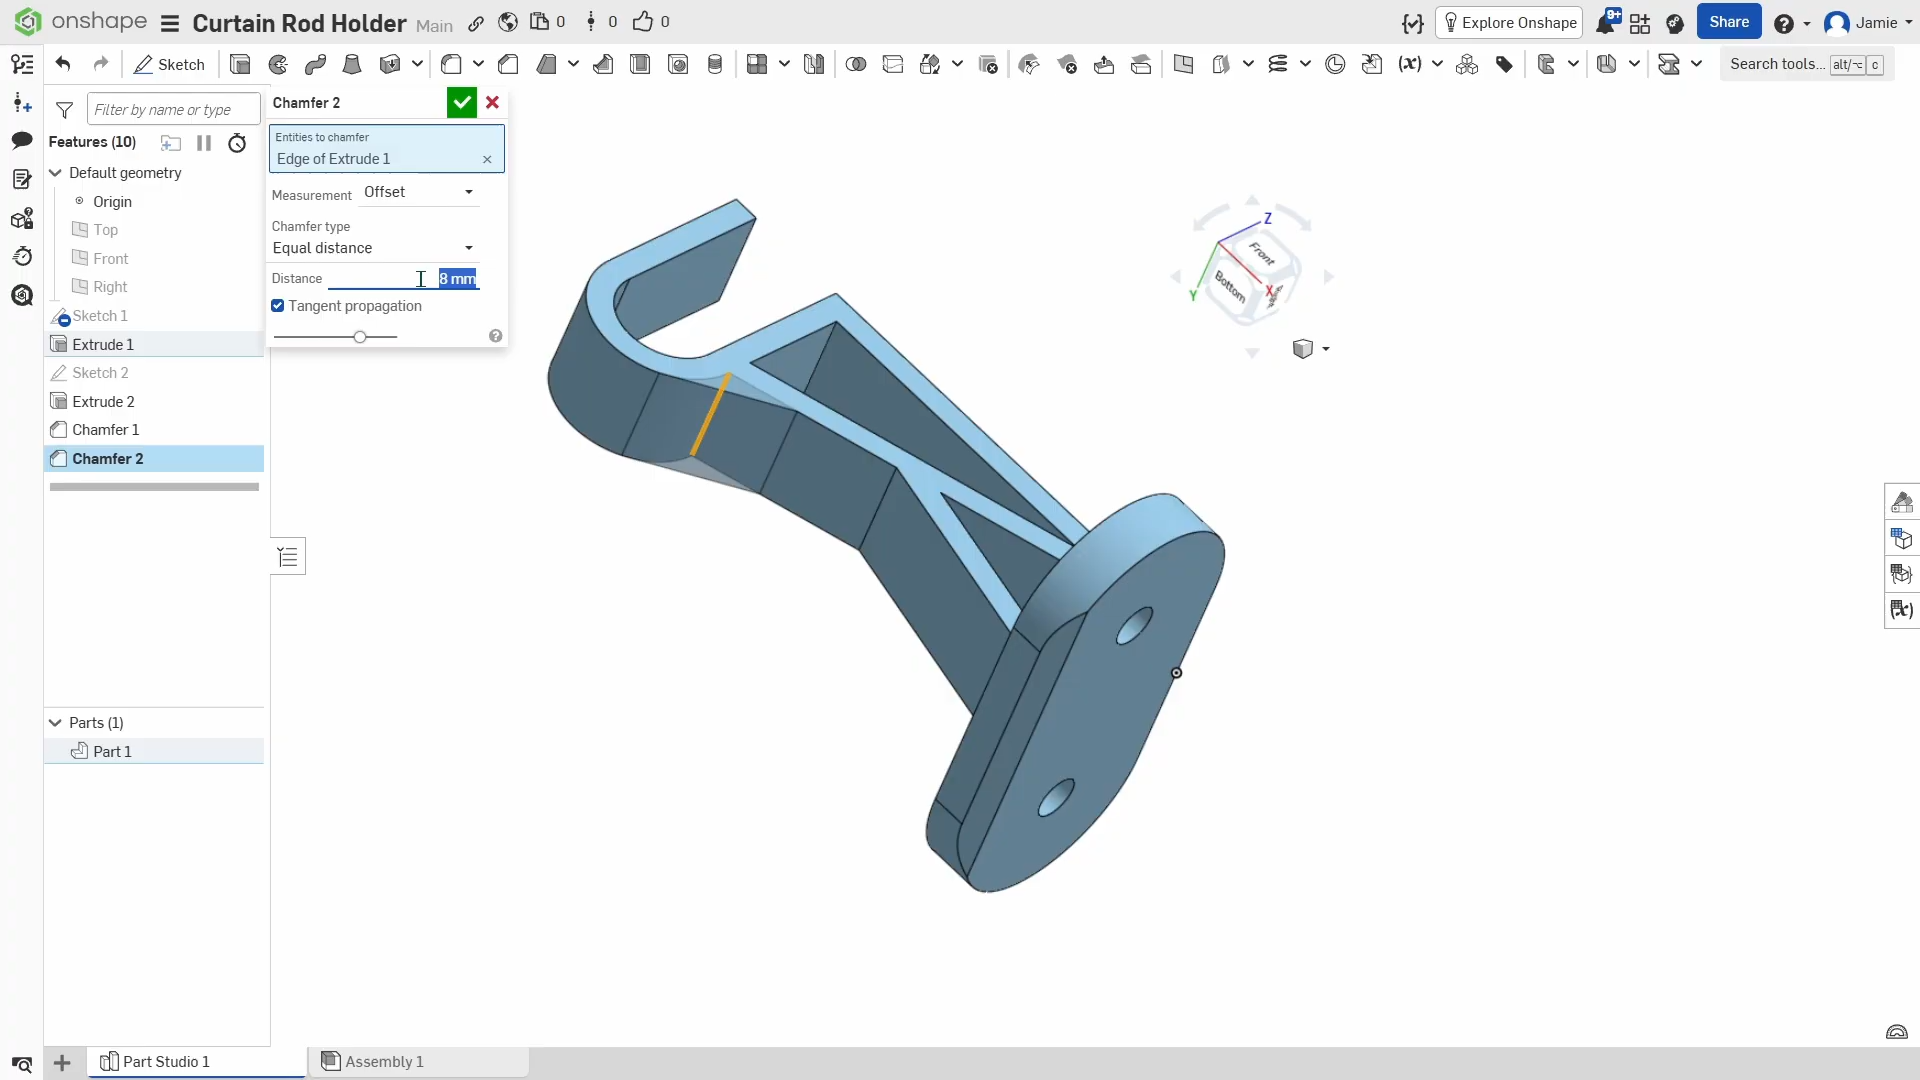 onshape Curtain Rod Holder Main 0 0 0 9+ Explore Onshape Share Jamie
Sketch Search tools... alt/⌥ c
Filter by name or type
Features (10)
Default geometry
Origin
Top
Front
Right
Sketch 1
Extrude 1
Sketch 2
Extrude 2
Chamfer 1
Chamfer 2
Parts (1)
Part 1
Chamfer 2
Entities to chamfer
Edge of Extrude 1
Measurement Offset
Chamfer type
Equal distance
Distance 8 mm
Tangent propagation
Z
Front
Bottom
Right
X
Y
Part Studio 1 Assembly 1